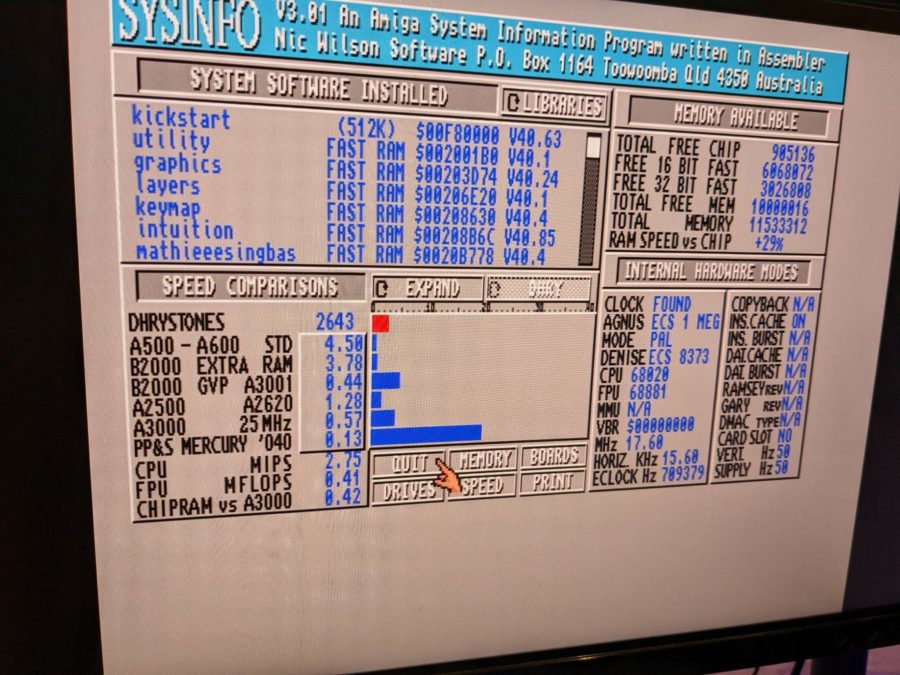 SYSINFO V3.01 An Amiga System Information Program written in Assembler
Nic Wilson Software P.O. Box 1164 Toowoomba Qld 4350 Australia
SYSTEM SOFTWARE INSTALLED
LIBRARIES
kickstart (512K) $00F80000 V40.63
utility FAST RAM $002001B0 V40.1
graphics FAST RAM $00203D74 V40.24
layers FAST RAM $00206E20 V40.1
keymap FAST RAM $00208630 V40.4
intuition FAST RAM $00208B6C V40.85
mathieeesingbas FAST RAM $0020B778 V40.4
MEMORY AVAILABLE
TOTAL FREE CHIP 905136
FREE 16 BIT FAST 6068072
FREE 32 BIT FAST 3026808
TOTAL FREE MEM 10000016
TOTAL MEMORY 11533312
RAM SPEED vs CHIP +29%
SPEED COMPARISONS
EXPAND
10 20 30 40
DHRYSTONES 2643
A500 - A600 STD 4.50
B2000 EXTRA RAM 3.78
B2000 GVP A3001 0.44
A2500 A2620 1.28
A3000 25MHz 0.57
PP&S MERCURY '040 0.13
CPU MIPS 2.75
FPU MFLOPS 0.41
CHIPRAM vs A3000 0.42
QUIT MEMORY BOARDS
DRIVES SPEED PRINT
INTERNAL HARDWARE MODES
CLOCK FOUND
AGNUS ECS 1 MEG
MODE PAL
DENISE ECS 8373
CPU 68020
FPU 68881
MMU N/A
VBR $00000000
MHz 17.60
HORIZ. KHz 15.60
ECLOCK Hz 709379
COPYBACK N/A
INS.CACHE ON
INS. BURST N/A
DAT.CACHE N/A
DAT. BURST N/A
RAMSEY REV N/A
GARY REV N/A
DMAC TYPE N/A
CARD SLOT NO
VERT. Hz 50
SUPPLY Hz 50